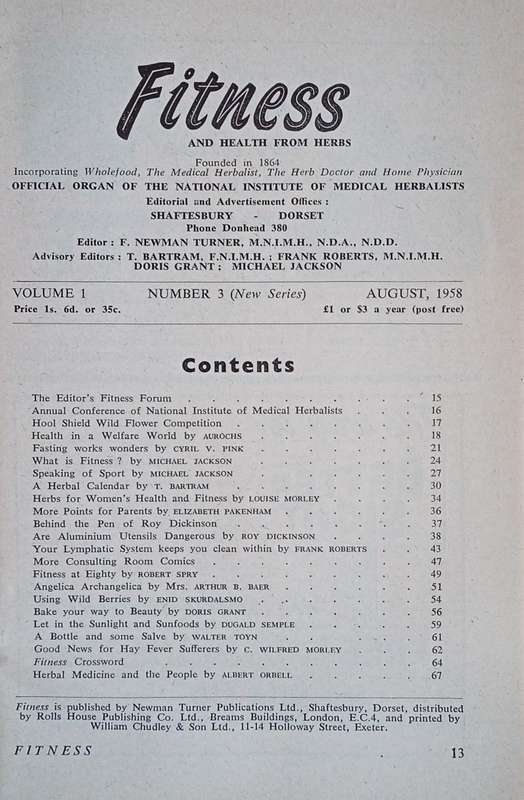 Fitness
AND HEALTH FROM HERBS
Founded in 1864
Incorporating Wholefood, The Medical Herbalist, The Herb Doctor and Home Physician
OFFICIAL ORGAN OF THE NATIONAL INSTITUTE OF MEDICAL HERBALISTS
Editorial and Advertisement Offices :
SHAFTESBURY - DORSET
Phone Donhead 380
Editor : F. NEWMAN TURNER, M.N.I.M.H., N.D.A., N.D.D.
Advisory Editors : T. BARTRAM, F.N.I.M.H. ; FRANK ROBERTS, M.N.I.M.H.
DORIS GRANT ; MICHAEL JACKSON
VOLUME 1 NUMBER 3 (New Series) AUGUST, 1958
Price 1s. 6d. or 35c. £1 or $3 a year (post free)
Contents
The Editor's Fitness Forum . . . . . . . . 15
Annual Conference of National Institute of Medical Herbalists . . . 16
Hool Shield Wild Flower Competition . . . . . . . 17
Health in a Welfare World by AUROCHS . . . . . . 18
Fasting works wonders by CYRIL V. PINK . . . . . . 21
What is Fitness ? by MICHAEL JACKSON . . . . . . 24
Speaking of Sport by MICHAEL JACKSON . . . . . . 27
A Herbal Calendar by T. BARTRAM . . . . . . . 30
Herbs for Women's Health and Fitness by LOUISE MORLEY . . . . 34
More Points for Parents by ELIZABETH PAKENHAM . . . . . . 36
Behind the Pen of Roy Dickinson . . . . . . . . 37
Are Aluminium Utensils Dangerous by ROY DICKINSON . . . . 38
Your Lymphatic System keeps you clean within by FRANK ROBERTS . . 43
More Consulting Room Comics . . . . . . . . 47
Fitness at Eighty by ROBERT SPRY . . . . . . . 49
Angelica Archangelica by Mrs. ARTHUR B. BAER . . . . . 51
Using Wild Berries by ENID SKURDALSMO . . . . . . 54
Bake your way to Beauty by DORIS GRANT . . . . . . 56
Let in the Sunlight and Sunfoods by DUGALD SEMPLE . . . . . 59
A Bottle and some Salve by WALTER TOYN . . . . . . 61
Good News for Hay Fever Sufferers by C. WILFRED MORLEY . . . 62
Fitness Crossword . . . . . . . . . 64
Herbal Medicine and the People by ALBERT ORBELL . . . . . 67
Fitness is published by Newman Turner Publications Ltd., Shaftesbury, Dorset, distributed
by Rolls House Publishing Co. Ltd., Breams Buildings, London, E.C.4, and printed by
William Chudley & Son Ltd., 11-14 Holloway Street, Exeter.
FITNESS 13